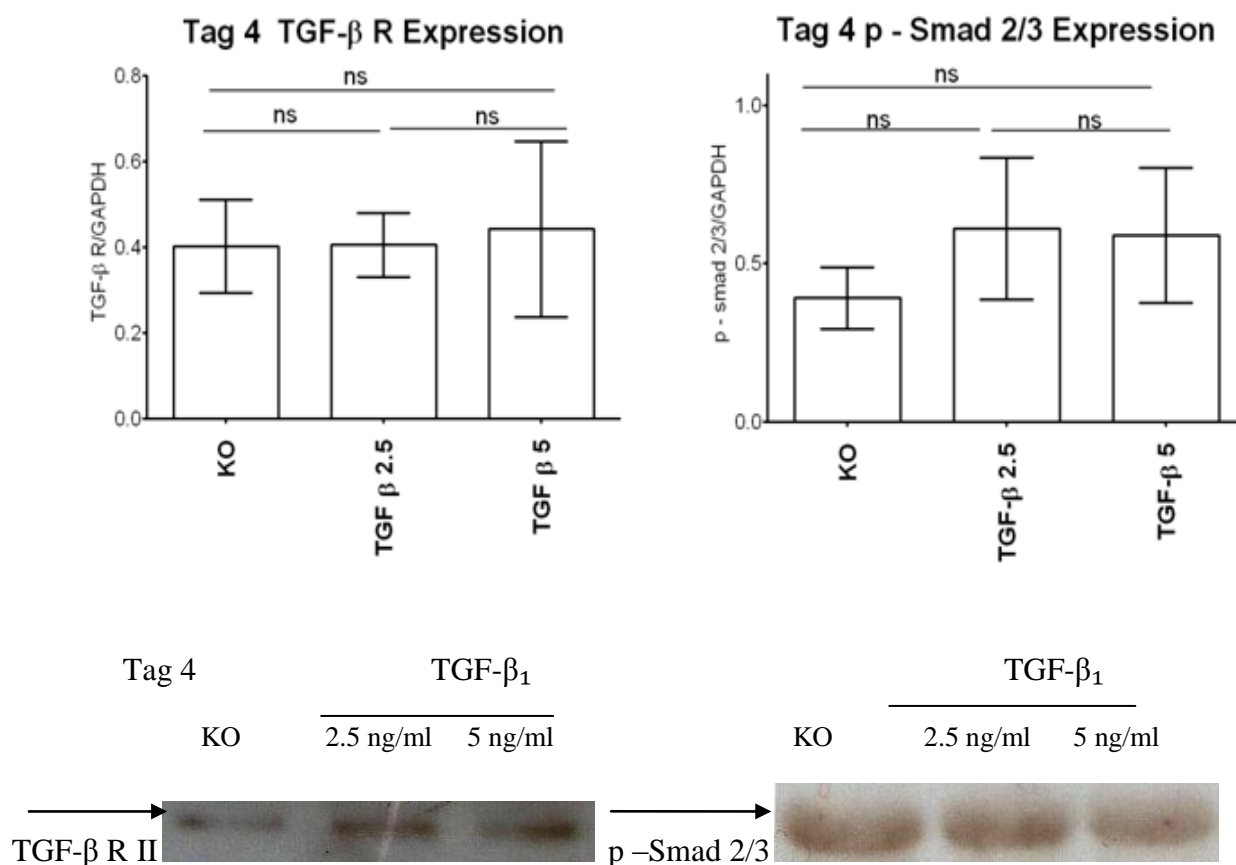 Tag 4 TGF-β R Expression
0.8
0.6
0.4
0.2
0.0
TGF-β R/GAPDH
ns
ns
ns
KO
TGF β 2.5
TGF β 5
Tag 4 p - Smad 2/3 Expression
1.0
0.5
0.0
p - smad 2/3/GAPDH
ns
ns
ns
KO
TGF-β 2.5
TGF-β 5
Tag 4
TGF-β₁
KO
2.5 ng/ml
5 ng/ml
TGF-β R II
TGF-β₁
KO
2.5 ng/ml
5 ng/ml
p –Smad 2/3